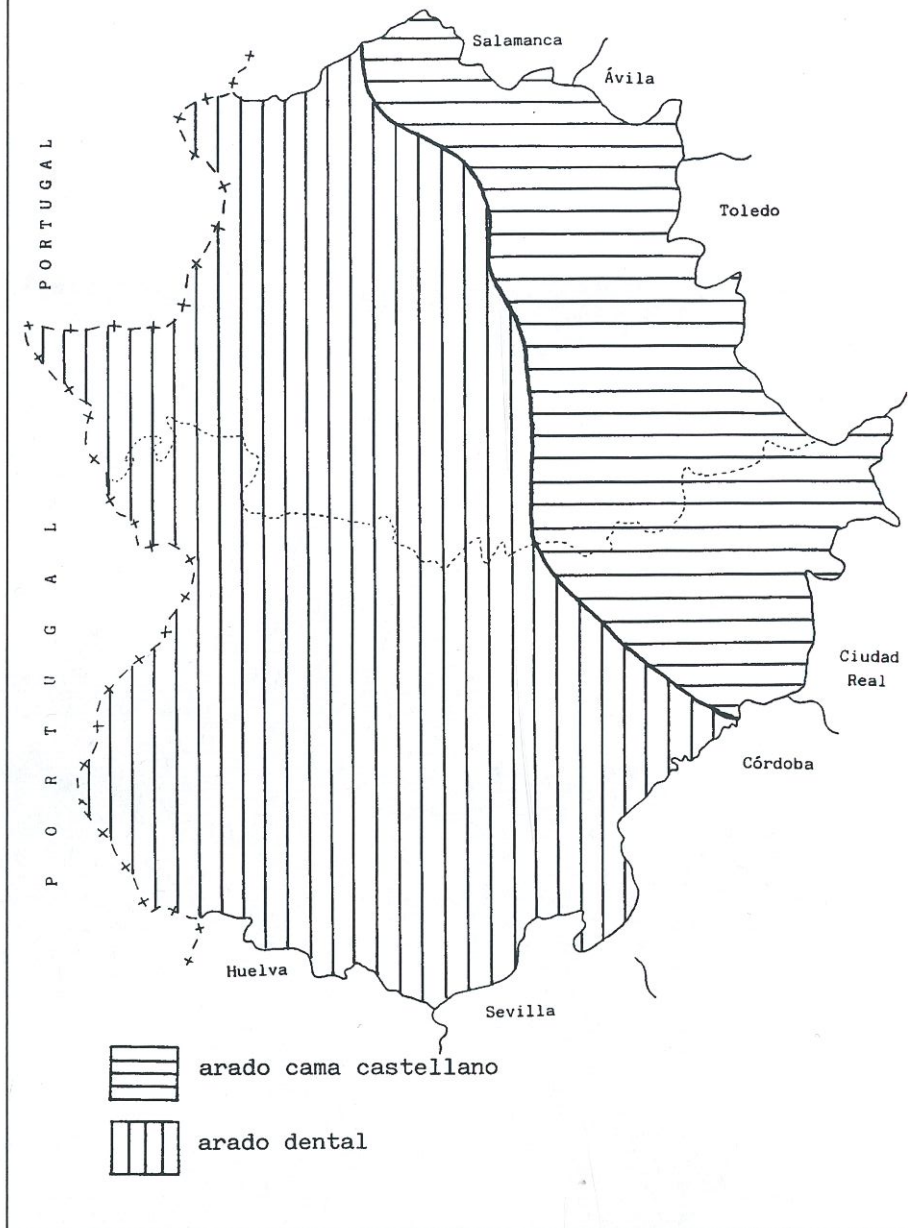 Salamanca
Ávila
PORTUGAL
Toledo
PORTUGAL
Ciudad
Real
Córdoba
Huelva
Sevilla
arado cama castellano
arado dental